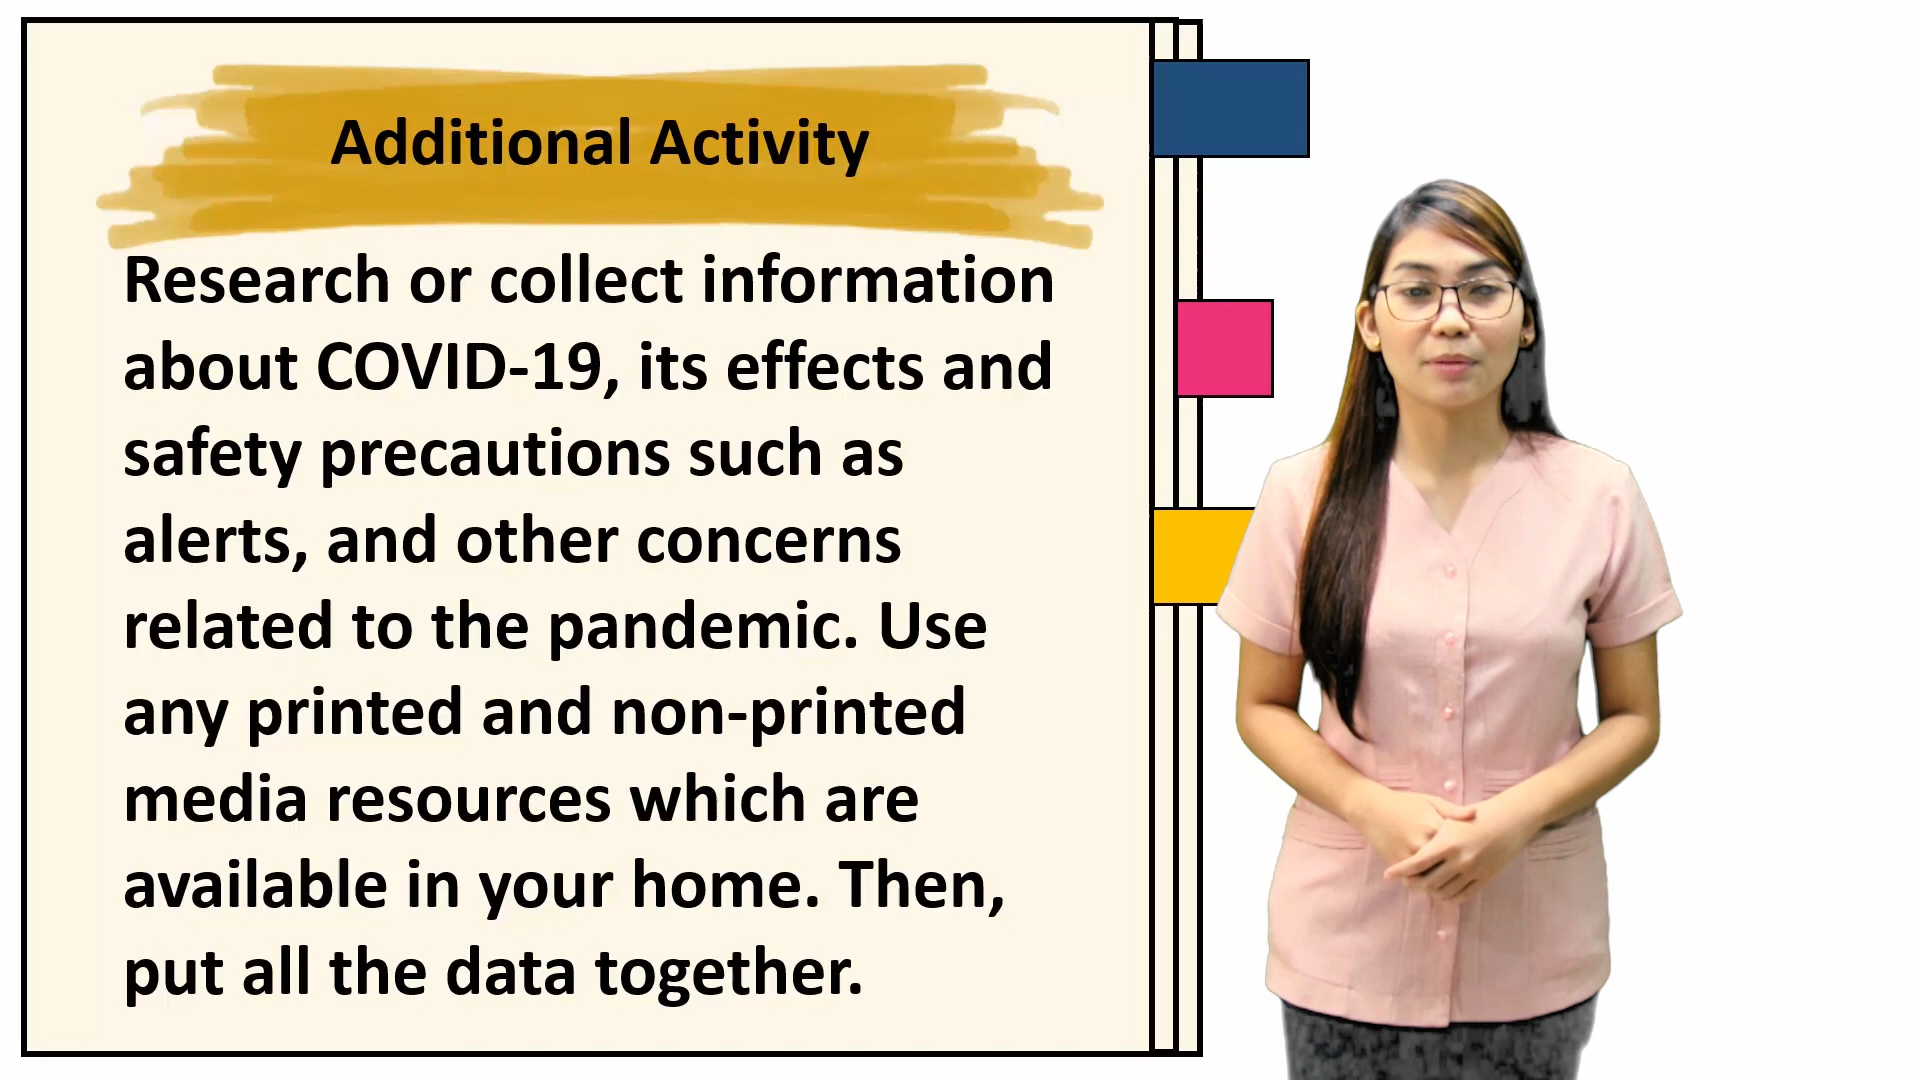 Additional Activity
Research or collect information
about COVID-19, its effects and
safety precautions such as
alerts, and other concerns
related to the pandemic. Use
any printed and non-printed
media resources which are
available in your home. Then,
put all the data together.